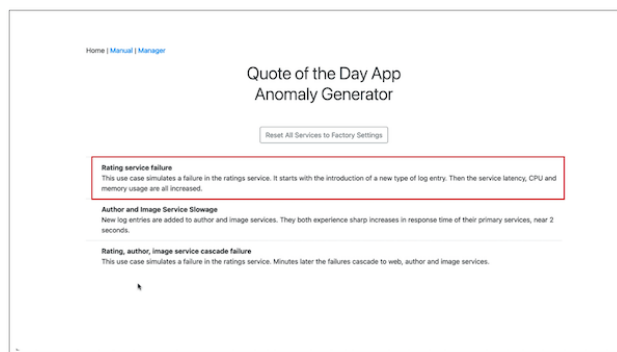 Home | Manual | Manager
Quote of the Day App
Anomaly Generator
Reset All Services to Factory Settings
Rating service failure
This use case simulates a failure in the ratings service. It starts with the introduction of a new type of log entry. Then the service latency, CPU and
memory usage are all increased.
Author and Image Service Slowage
New log entries are added to author and image services. They both experience sharp increases in response time of their primary services, near 2
seconds.
Rating, author, image service cascade failure
This use case simulates a failure in the ratings service. Minutes later the failures cascade to web, author and image services.